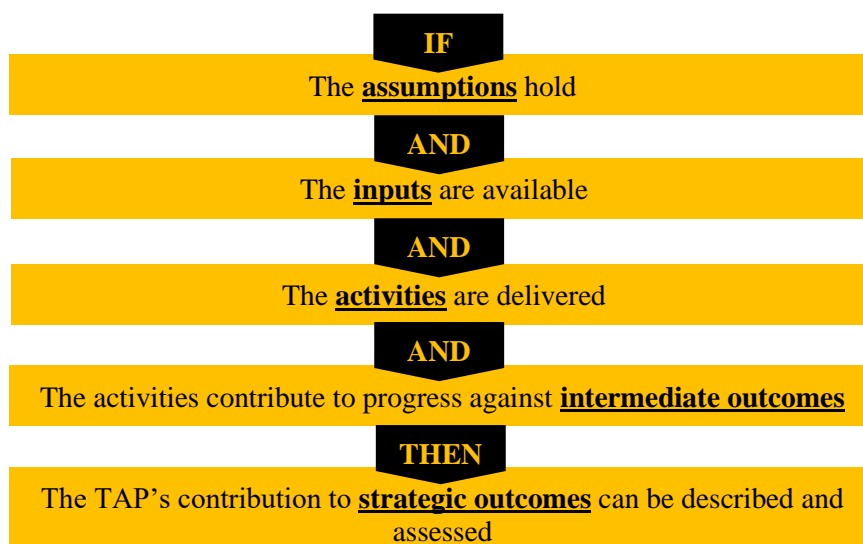 IF
The assumptions hold
AND
The inputs are available
AND
The activities are delivered
AND
The activities contribute to progress against intermediate outcomes
THEN
The TAP’s contribution to strategic outcomes can be described and
assessed